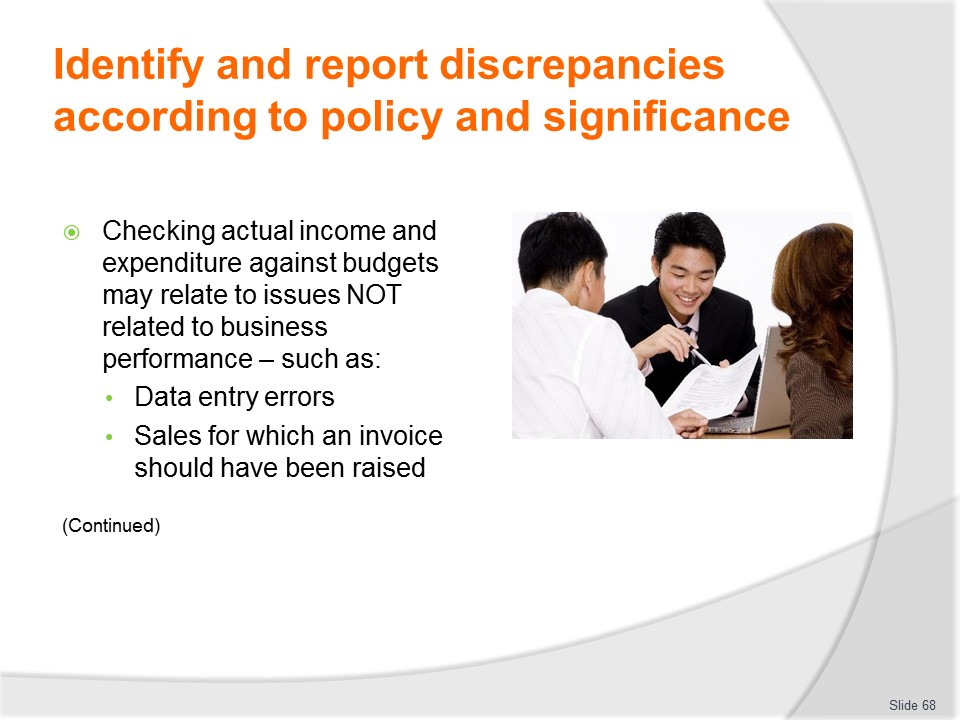 Identify and report discrepancies
according to policy and significance
Checking actual income and
expenditure against budgets
may relate to issues NOT
related to business
performance – such as:
Data entry errors
Sales for which an invoice
should have been raised
(Continued)
Slide 68